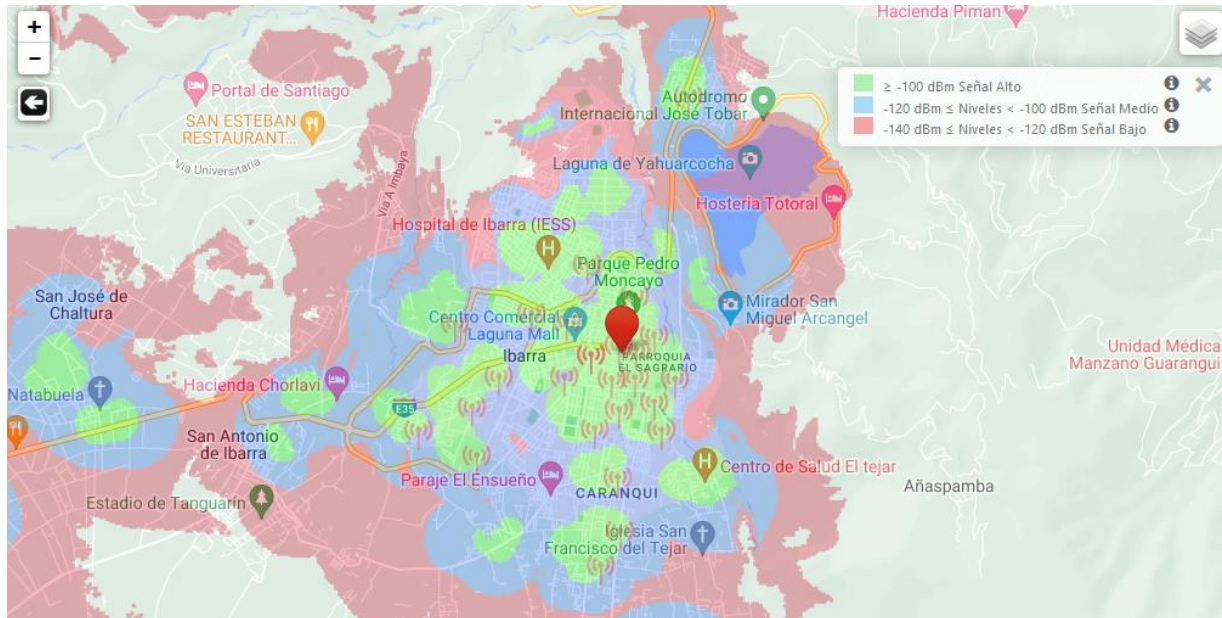 +
−
Hacienda Piman
Portal de Santiago
SAN ESTEBAN
RESTAURANT...
Vía Universitaria
Vía A Imbaya
Autódromo
Internacional José Tobar
≥ -100 dBm Señal Alto
-120 dBm ≤ Niveles < -100 dBm Señal Medio
-140 dBm ≤ Niveles < -120 dBm Señal Bajo
Laguna de Yahuarcocha
Hosteria Totoral
Hospital de Ibarra (IESS)
H
Parque Pedro
Moncayo
San José de
Chaltura
Centro Comercial
Laguna Mall
Mirador San
Miguel Arcangel
Ibarra
PARROQUIA
EL SAGRARIO
Unidad Médica
Manzano Guarangui
Natabuela
Hacienda Chorlavi
E35
San Antonio
de Ibarra
H
Centro de Salud El tejar
Paraje El Ensueño
CARANQUI
Añaspamba
Estadio de Tanguarín
Iglesia San
Francisco del Tejar